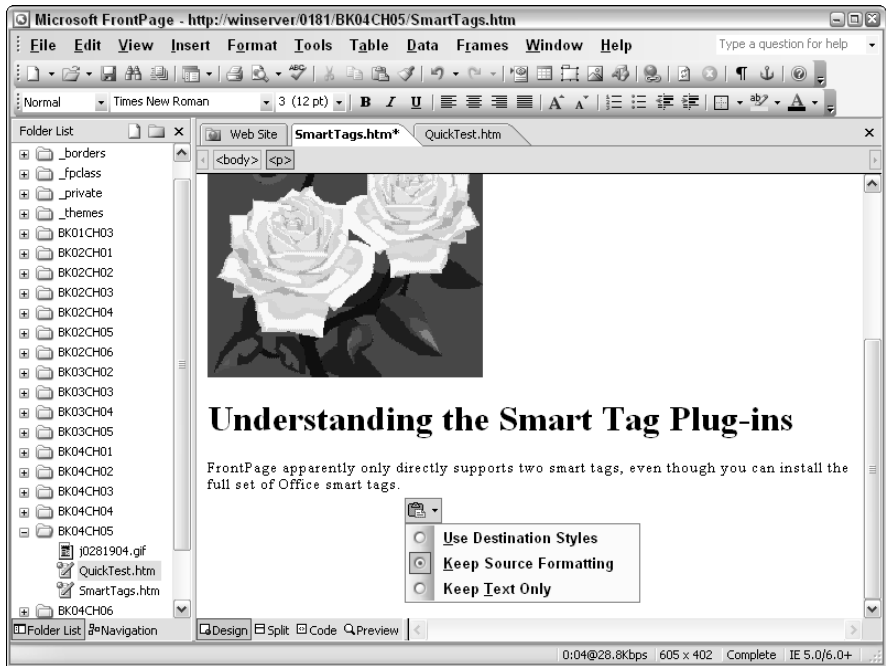 Microsoft FrontPage - http://winserver/0181/BK04CH05/SmartTags.htm
File Edit View Insert Format Tools Table Data Frames Window Help Type a question for help
Normal Times New Roman 3 (12 pt) B I U A A ab A
Folder List Web Site SmartTags.htm* QuickTest.htm
<body> <p>
_borders
_fpclass
_private
_themes
BK01CH03
BK02CH01
BK02CH02
BK02CH03
BK02CH04
BK02CH05
BK02CH06
BK03CH02
BK03CH03
BK03CH04
BK03CH05
BK04CH01
BK04CH02
BK04CH03
BK04CH04
BK04CH05
j0281904.gif
QuickTest.htm
SmartTags.htm
BK04CH06
Understanding the Smart Tag Plug-ins
FrontPage apparently only directly supports two smart tags, even though you can install the
full set of Office smart tags.
Use Destination Styles
Keep Source Formatting
Keep Text Only
Folder List Navigation Design Split Code Preview
0:04@28.8Kbps 605 x 402 Complete IE 5.0/6.0+